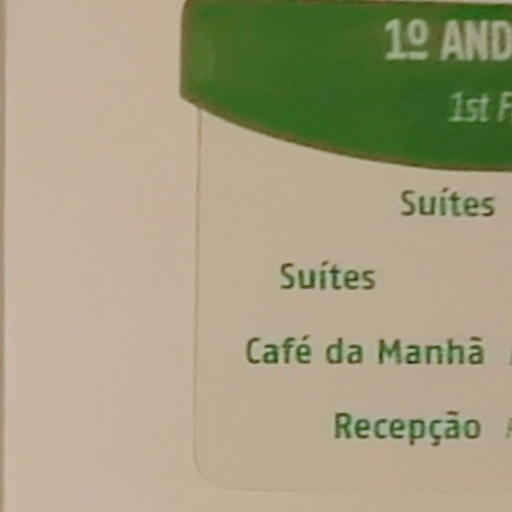 1º AND
1st F
Suítes
Suítes
Café da Manhã
Recepção